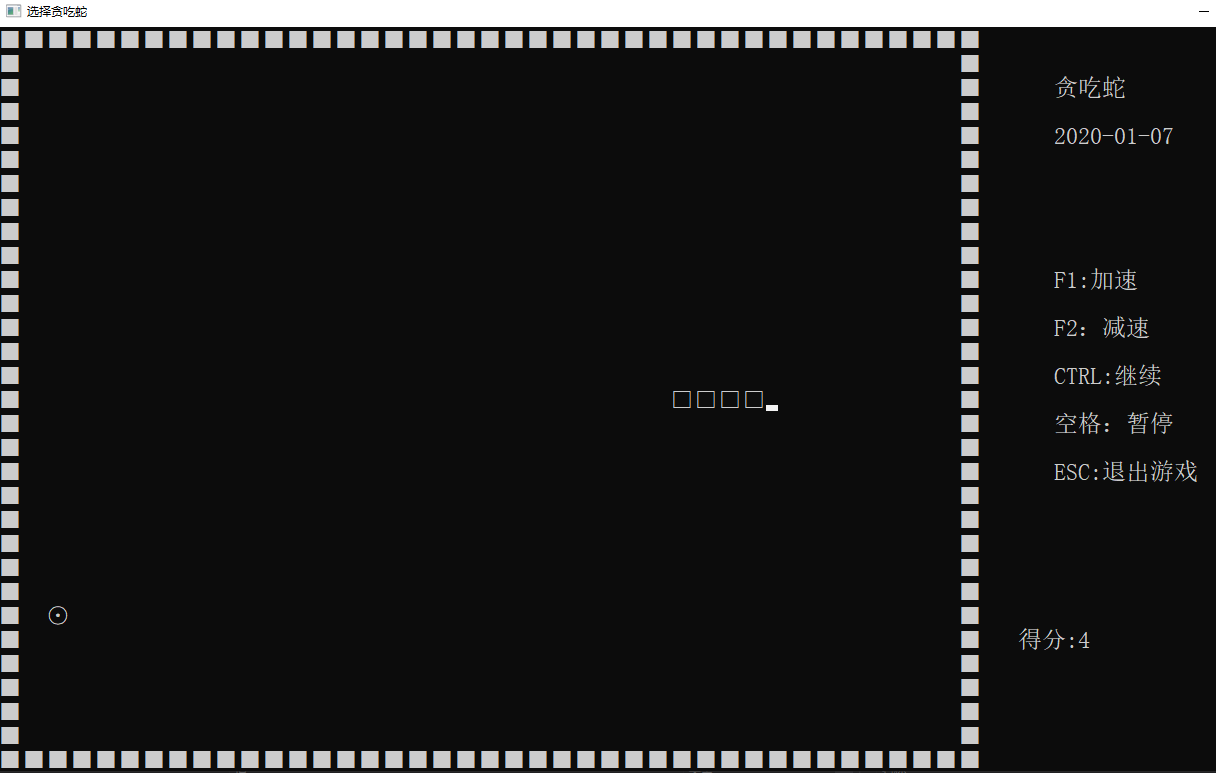 选择贪吃蛇
贪吃蛇
2020-01-07
F1:加速
F2：减速
CTRL:继续
空格：暂停
ESC:退出游戏
得分:4